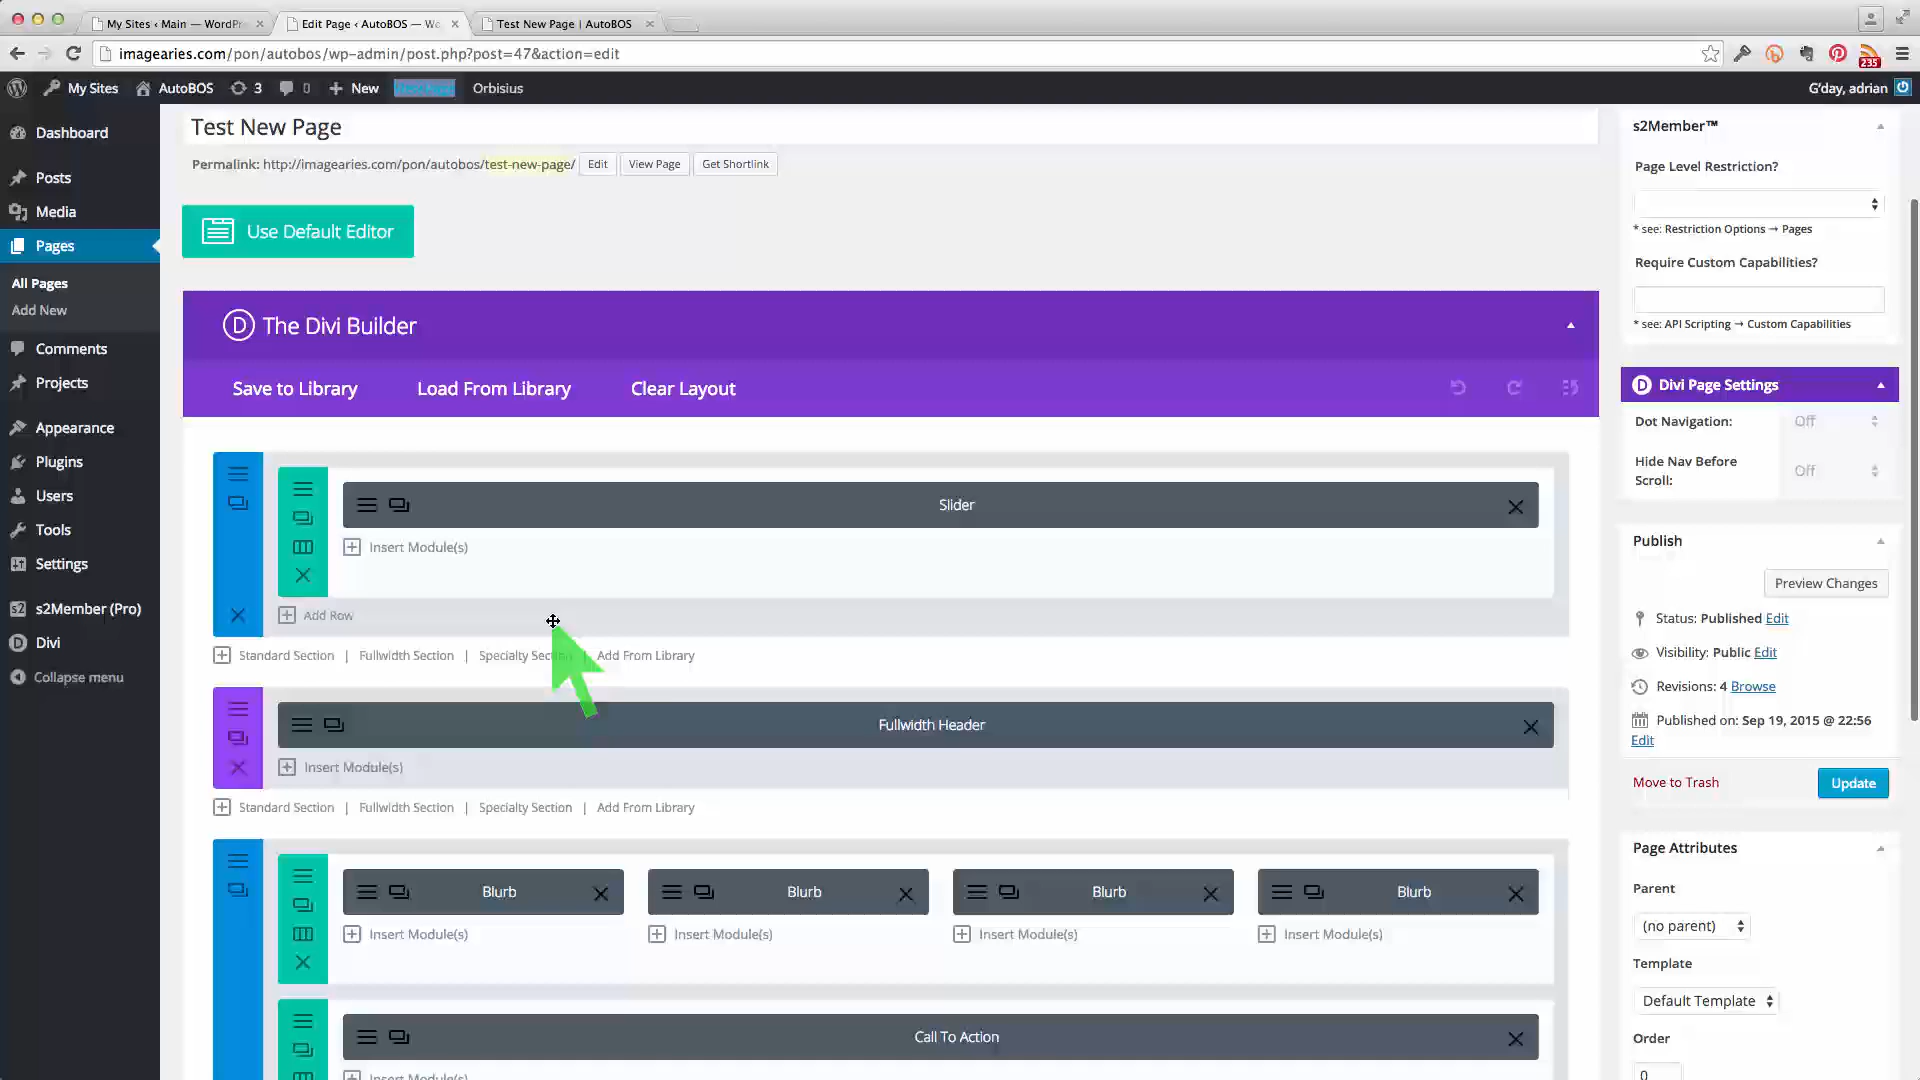 My Sites ‹ Main — WordPr
Edit Page ‹ AutoBOS — Wo
Test New Page | AutoBOS
imagearies.com/pon/autobos/wp-admin/post.php?post=47&action=edit
235
My Sites
AutoBOS
3
0
New
Orbisius
G'day, adrian
Dashboard
Posts
Media
Pages
All Pages
Add New
Comments
Projects
Appearance
Plugins
Users
Tools
Settings
s2 s2Member (Pro)
D Divi
Collapse menu
Test New Page
Permalink: http://imagearies.com/pon/autobos/test-new-page/ Edit View Page Get Shortlink
Use Default Editor
D The Divi Builder
Save to Library Load From Library Clear Layout
Slider
Insert Module(s)
Add Row
Standard Section | Fullwidth Section | Specialty Section | Add From Library
Fullwidth Header
Insert Module(s)
Standard Section | Fullwidth Section | Specialty Section | Add From Library
Blurb Blurb Blurb Blurb
Insert Module(s) Insert Module(s) Insert Module(s) Insert Module(s)
Call To Action
Insert Module(s)
s2Member™
Page Level Restriction?
* see: Restriction Options → Pages
Require Custom Capabilities?
* see: API Scripting → Custom Capabilities
D Divi Page Settings
Dot Navigation: Off
Hide Nav Before
Scroll: Off
Publish
Preview Changes
Status: Published Edit
Visibility: Public Edit
Revisions: 4 Browse
Published on: Sep 19, 2015 @ 22:56
Edit
Move to Trash Update
Page Attributes
Parent
(no parent)
Template
Default Template
Order
0